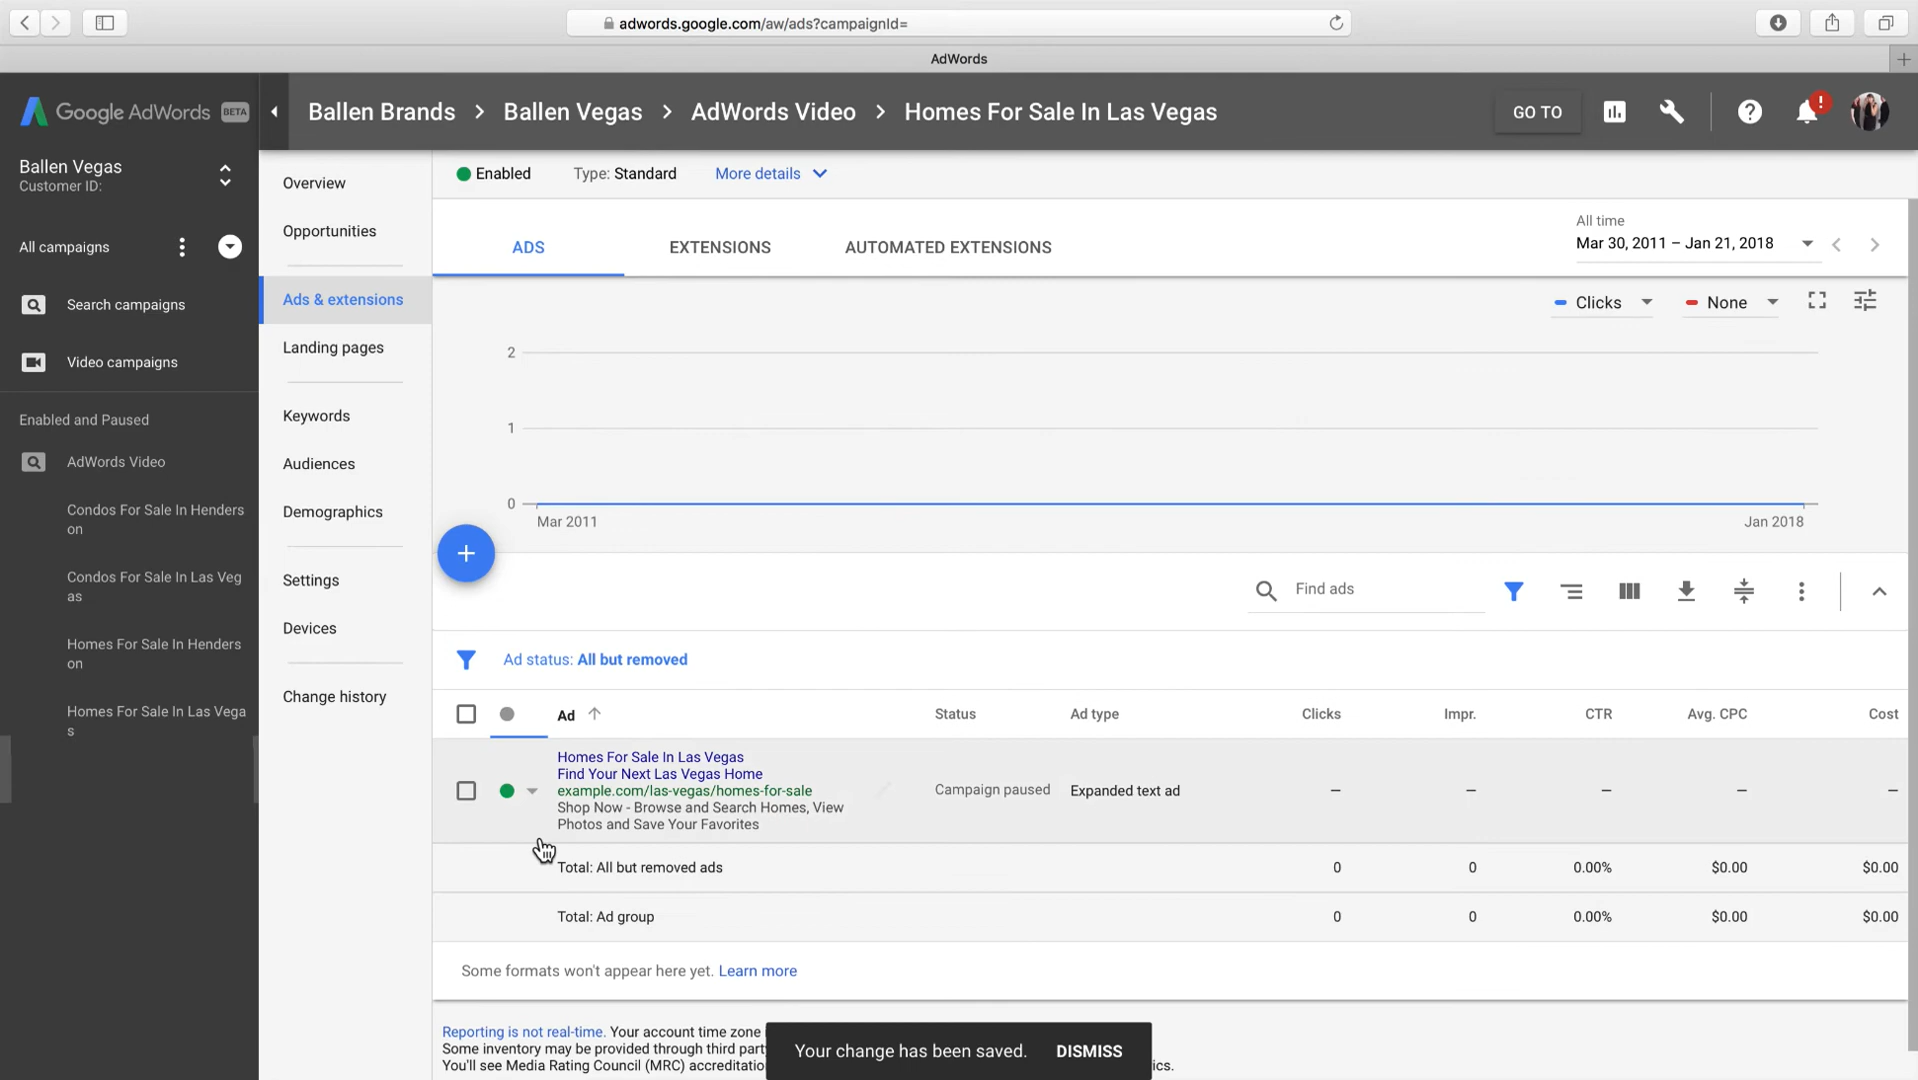 adwords.google.com/aw/ads?campaignId=
AdWords
Google AdWords BETA
Ballen Brands > Ballen Vegas > AdWords Video > Homes For Sale In Las Vegas
GO TO
!
Ballen Vegas
Customer ID:
All campaigns
Search campaigns
Video campaigns
Enabled and Paused
AdWords Video
Condos For Sale In Henders
on
Condos For Sale In Las Veg
as
Homes For Sale In Henders
on
Homes For Sale In Las Vega
s
Overview
Opportunities
Ads & extensions
Landing pages
Keywords
Audiences
Demographics
Settings
Devices
Change history
Enabled
Type: Standard
More details
ADS
EXTENSIONS
AUTOMATED EXTENSIONS
All time
Mar 30, 2011 – Jan 21, 2018
Clicks
None
2
1
0
Mar 2011
Jan 2018
Find ads
Ad status: All but removed
Ad Status Ad type Clicks Impr. CTR Avg. CPC Cost
Homes For Sale In Las Vegas
Find Your Next Las Vegas Home
example.com/las-vegas/homes-for-sale
Shop Now - Browse and Search Homes, View
Photos and Save Your Favorites
Campaign paused Expanded text ad – – – – –
Total: All but removed ads 0 0 0.00% $0.00 $0.00
Total: Ad group 0 0 0.00% $0.00 $0.00
Some formats won't appear here yet. Learn more
Reporting is not real-time. Your account time zone
Some inventory may be provided through third part
You'll see Media Rating Council (MRC) accreditatio
ics.
Your change has been saved. DISMISS